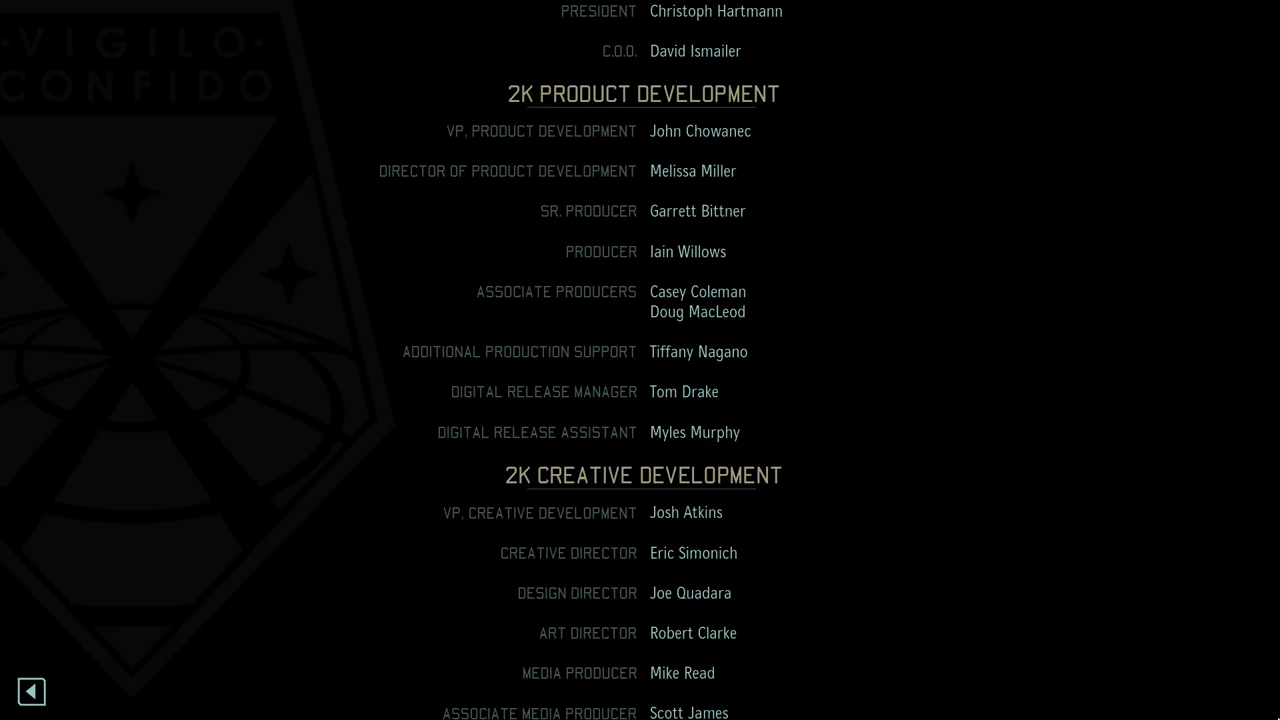 ·VIGILO·
CONFIDO
PRESIDENT Christoph Hartmann
C.O.O. David Ismailer
2K PRODUCT DEVELOPMENT
VP, PRODUCT DEVELOPMENT John Chowanec
DIRECTOR OF PRODUCT DEVELOPMENT Melissa Miller
SR. PRODUCER Garrett Bittner
PRODUCER Iain Willows
ASSOCIATE PRODUCERS Casey Coleman
Doug MacLeod
ADDITIONAL PRODUCTION SUPPORT Tiffany Nagano
DIGITAL RELEASE MANAGER Tom Drake
DIGITAL RELEASE ASSISTANT Myles Murphy
2K CREATIVE DEVELOPMENT
VP, CREATIVE DEVELOPMENT Josh Atkins
CREATIVE DIRECTOR Eric Simonich
DESIGN DIRECTOR Joe Quadara
ART DIRECTOR Robert Clarke
MEDIA PRODUCER Mike Read
ASSOCIATE MEDIA PRODUCER Scott James